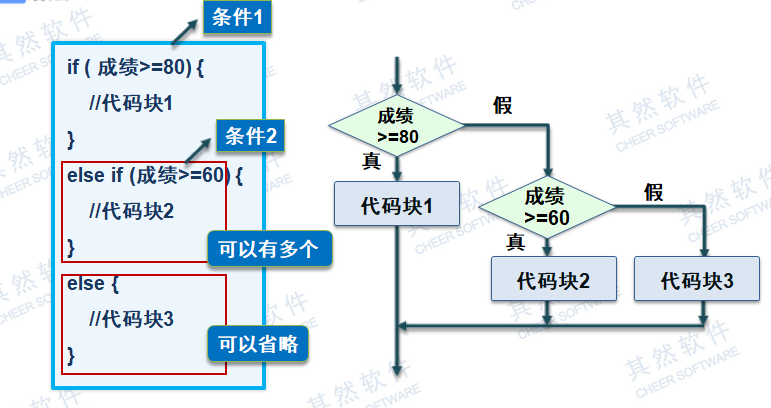 条件1
if ( 成绩>=80) {
//代码块1
}
条件2
else if (成绩>=60) {
//代码块2
}
可以有多个
else {
//代码块3
可以省略
}
成绩
>=80
假
真
代码块1
成绩
>=60
假
真
代码块2
代码块3
其然软件
CHEER SOFTWARE